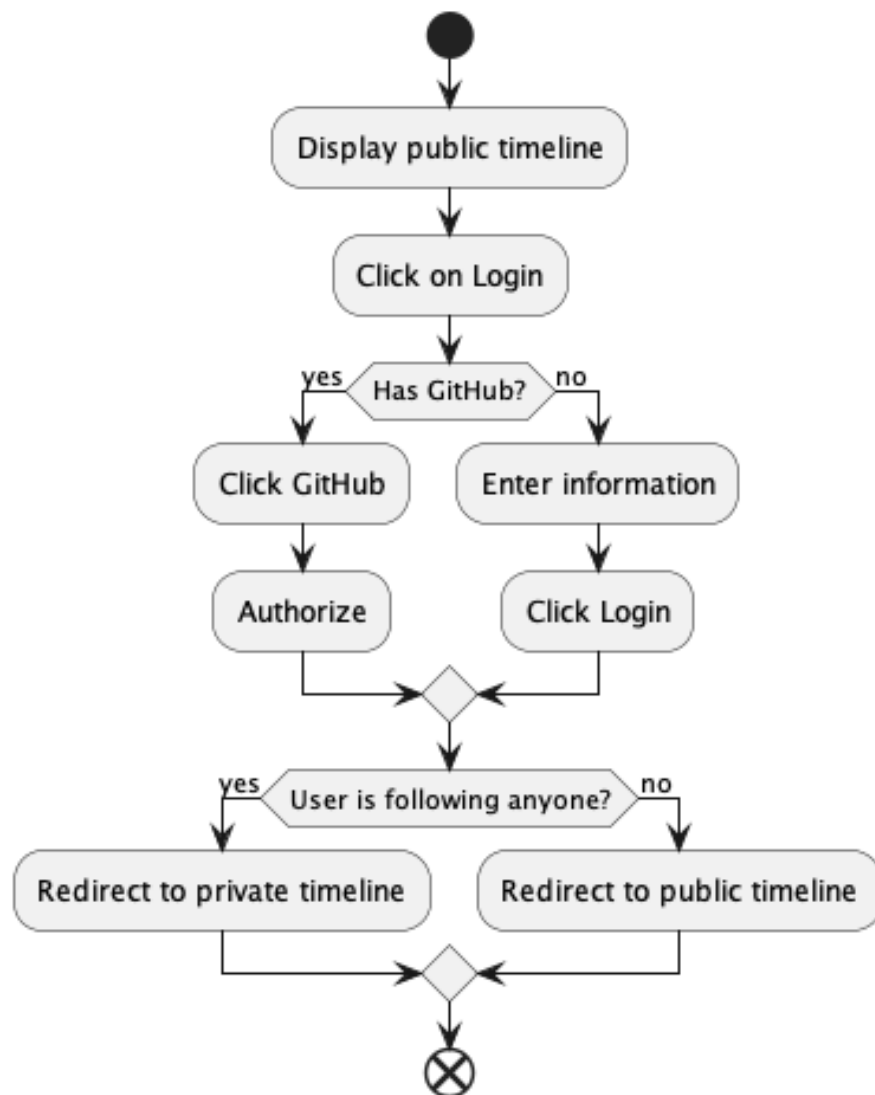 Display public timeline
Click on Login
yes
Has GitHub?
no
Click GitHub
Enter information
Authorize
Click Login
yes
User is following anyone?
no
Redirect to private timeline
Redirect to public timeline